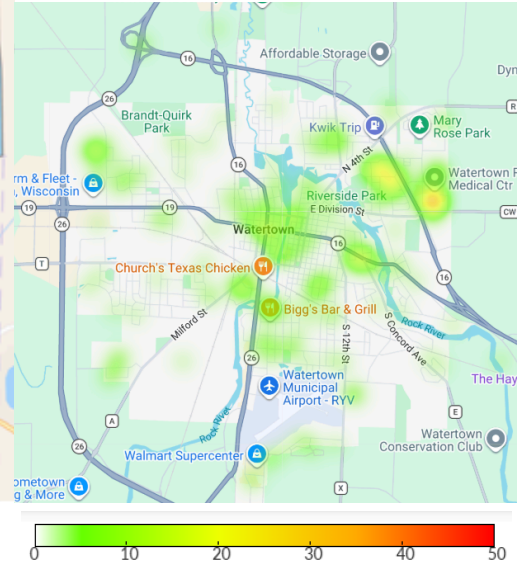 16
Affordable Storage
Dyn
26
Brandt-Quirk
Park
Kwik Trip
Mary
Rose Park
R
N 4th St
16
rm & Fleet -
, Wisconsin
Watertown R
Medical Ctr
Riverside Park
E Division St
19
19
CW
26
Watertown
16
T
Church's Texas Chicken
16
Bigg's Bar & Grill
Milford St
S 12th St
S Concord Ave
Rock River
26
Watertown
Municipal
Airport - RYV
The Hay
A
Rock River
E
26
Watertown
Conservation Club
Walmart Supercenter
ometown
g & More
X
0 10 20 30 40 50